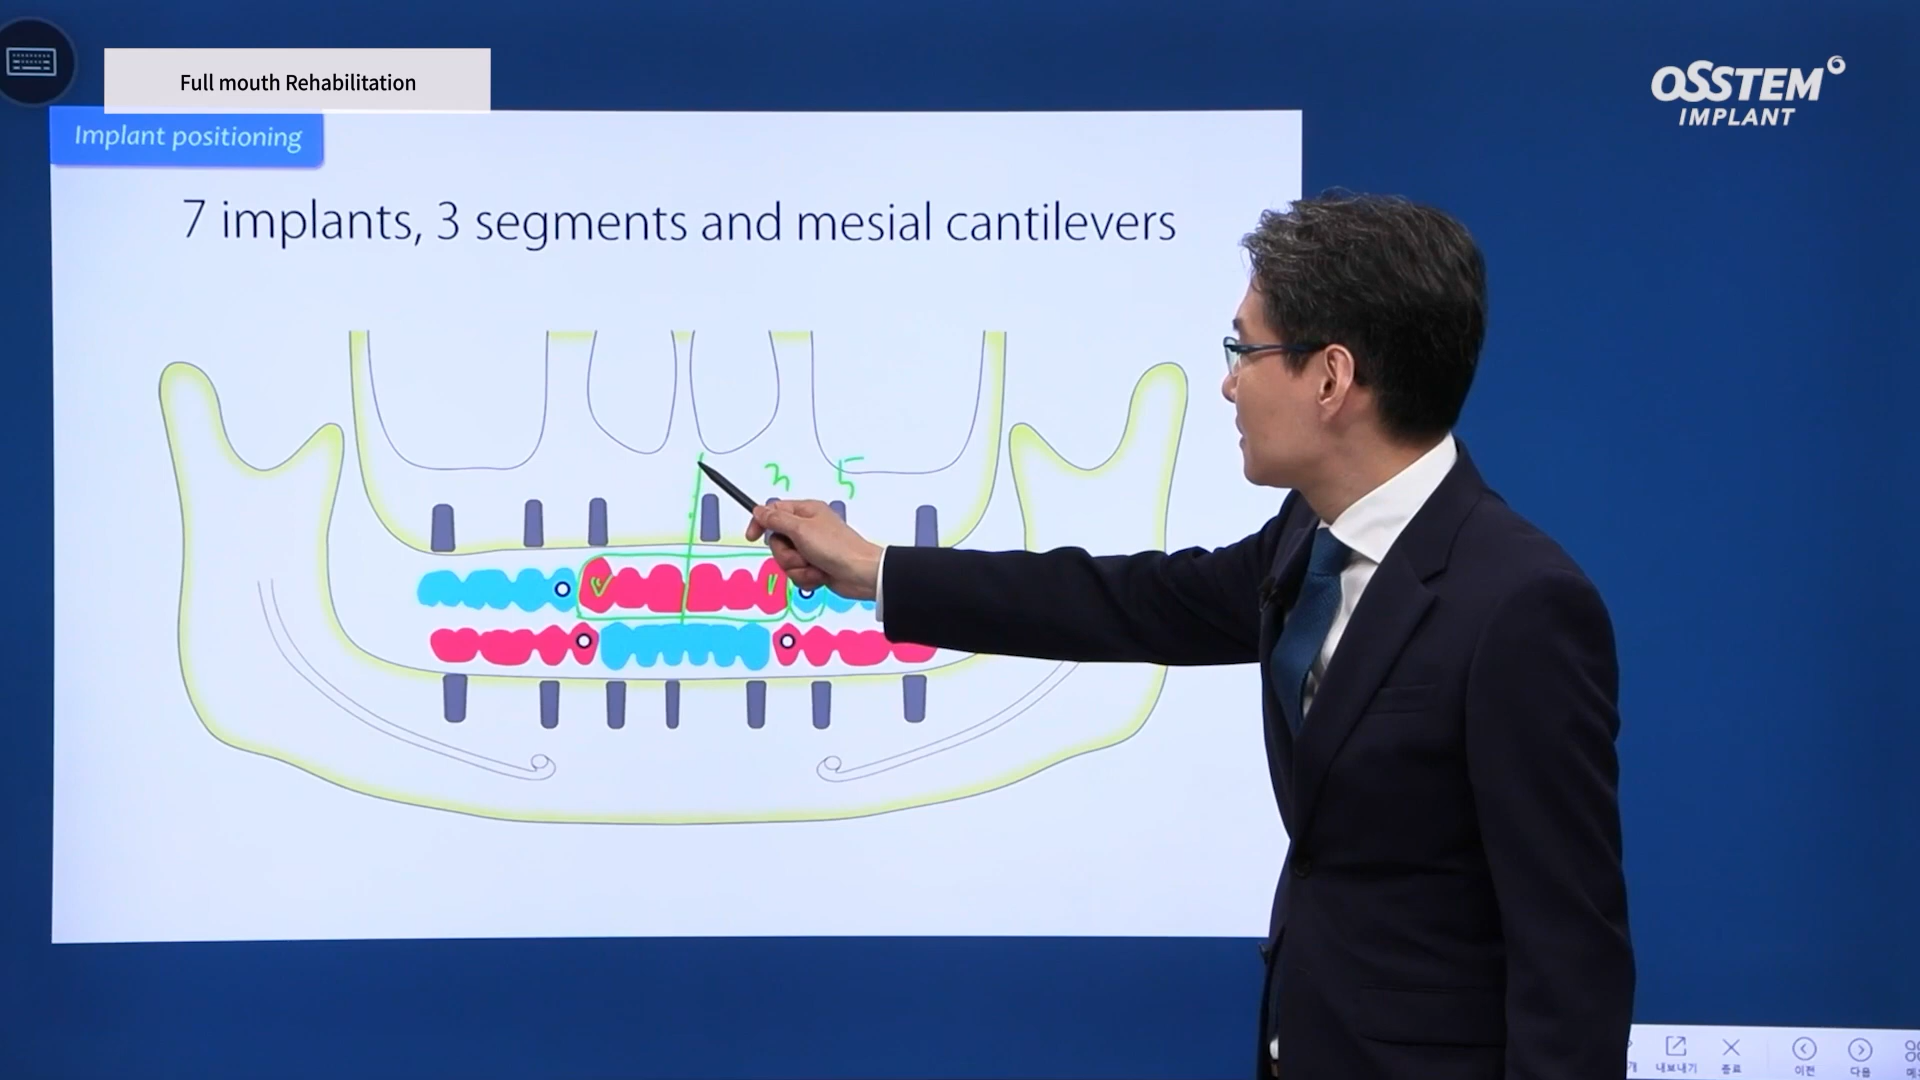 Full mouth Rehabilitation
OSSTEM
IMPLANT
Implant positioning
7 implants, 3 segments and mesial cantilevers
3 5
내보내기 종료 이전 다음